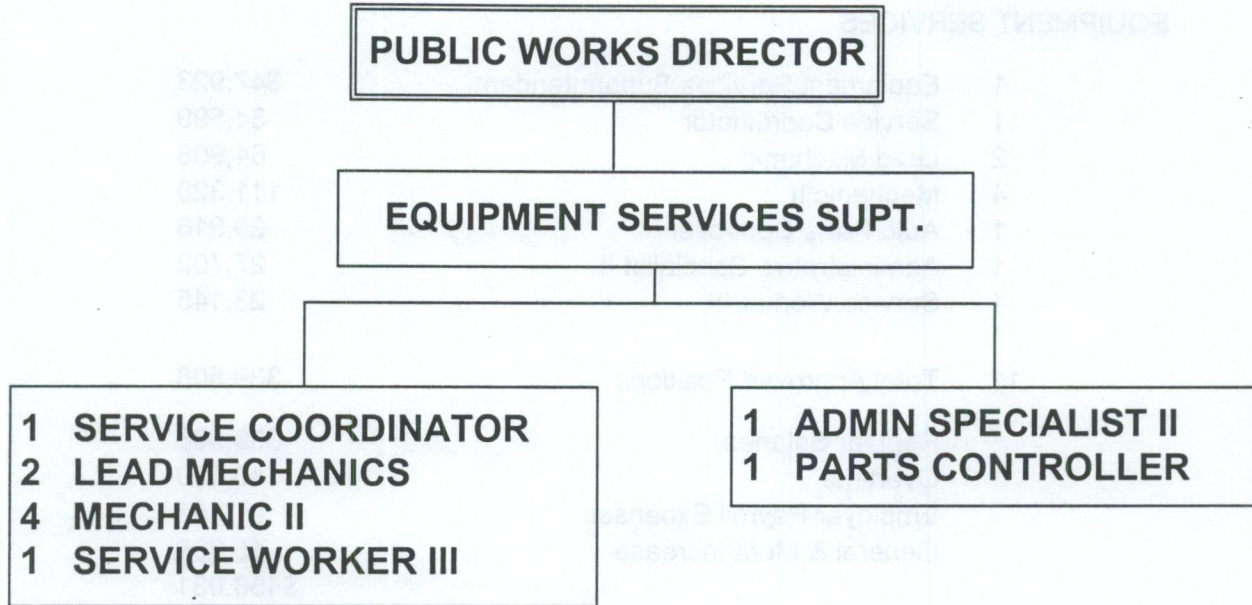 PUBLIC WORKS DIRECTOR
EQUIPMENT SERVICES SUPT.
1 SERVICE COORDINATOR
2 LEAD MECHANICS
4 MECHANIC II
1 SERVICE WORKER III
1 ADMIN SPECIALIST II
1 PARTS CONTROLLER